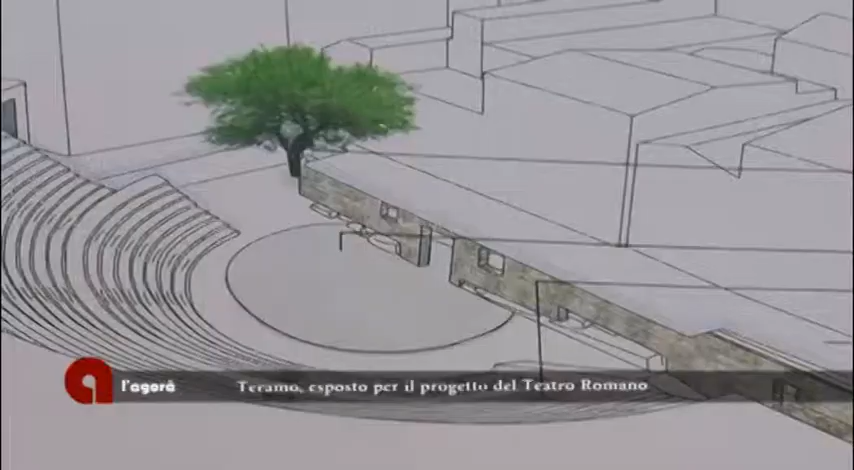 l'agorà
Teramo, esposto per il progetto del Teatro Romano